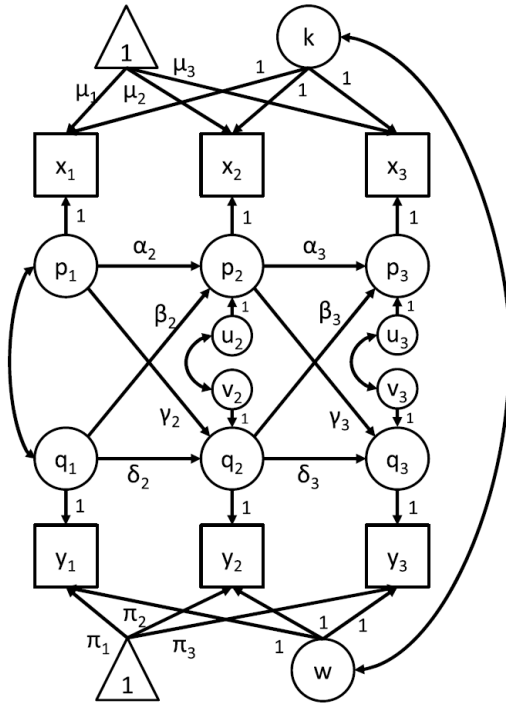 1 k
μ₁ μ₂ μ₃ 1 1 1
x₁ x₂ x₃
1 1 1
p₁ α₂ p₂ α₃ p₃
1 1
β₂ u₂ β₃ u₃
v₂ v₃
γ₂ 1 γ₃ 1
q₁ δ₂ q₂ δ₃ q₃
1 1 1
y₁ y₂ y₃
π₁ π₂ π₃ 1 1 1
1 w